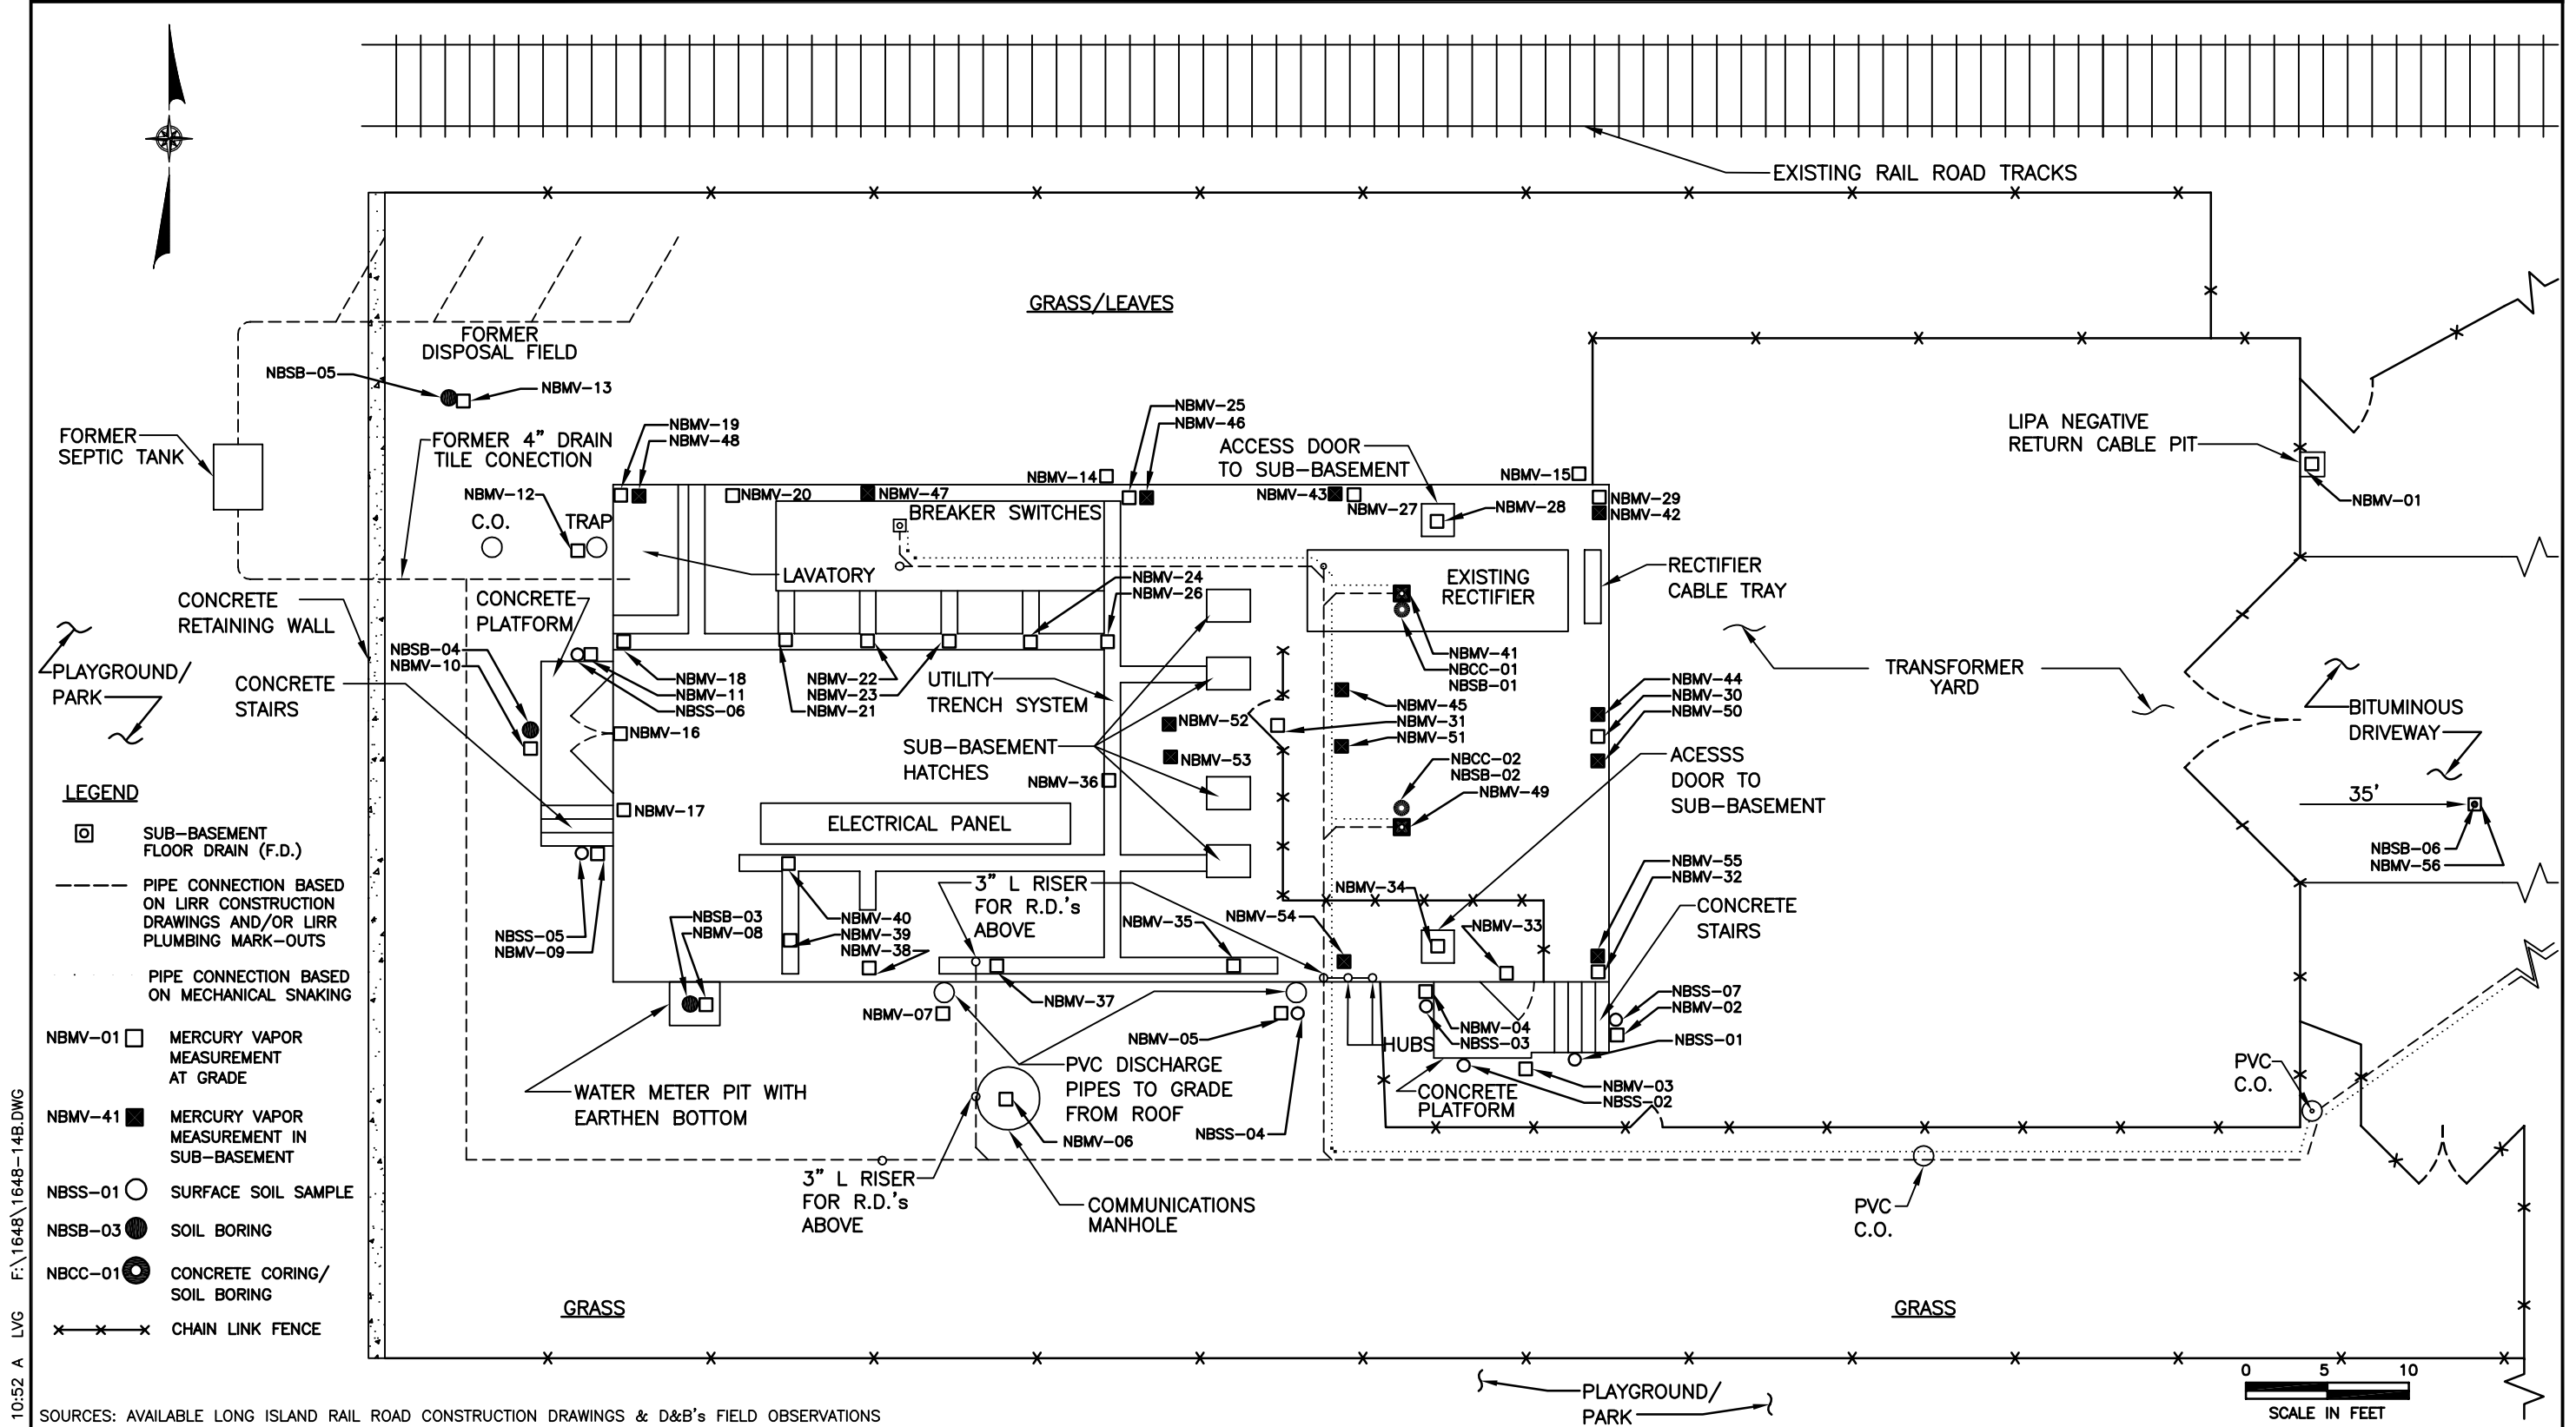 EXISTING RAIL ROAD TRACKS
GRASS/LEAVES
FORMER
DISPOSAL FIELD
NBSB-05
NBMV-13
FORMER
SEPTIC TANK
FORMER 4" DRAIN
TILE CONECTION
NBMV-19
NBMV-48
NBMV-25
NBMV-46
ACCESS DOOR
TO SUB-BASEMENT
LIPA NEGATIVE
RETURN CABLE PIT
NBMV-01
NBMV-12
C.O.
TRAP
NBMV-20
NBMV-47
BREAKER SWITCHES
NBMV-14
NBMV-43
NBMV-27
NBMV-28
NBMV-15
NBMV-29
NBMV-42
LAVATORY
NBMV-24
NBMV-26
EXISTING
RECTIFIER
RECTIFIER
CABLE TRAY
CONCRETE
RETAINING WALL
CONCRETE
PLATFORM
NBSB-04
NBMV-10
PLAYGROUND/
PARK
CONCRETE
STAIRS
NBMV-18
NBMV-11
NBSS-06
NBMV-22
NBMV-23
NBMV-21
UTILITY
TRENCH SYSTEM
NBMV-41
NBCC-01
NBSB-01
NBMV-44
NBMV-30
NBMV-50
TRANSFORMER
YARD
NBMV-16
NBMV-52
NBMV-45
NBMV-31
NBMV-51
BITUMINOUS
DRIVEWAY
SUB-BASEMENT
HATCHES
NBMV-53
NBMV-36
NBCC-02
NBSB-02
NBMV-49
ACESSS
DOOR TO
SUB-BASEMENT
35'
NBMV-17
ELECTRICAL PANEL
NBSB-06
NBMV-56
NBMV-55
NBMV-32
3" L RISER
FOR R.D.'s
ABOVE
NBMV-34
NBMV-33
CONCRETE
STAIRS
NBSS-05
NBMV-09
NBSB-03
NBMV-08
NBMV-40
NBMV-39
NBMV-38
NBMV-35
NBMV-54
NBMV-37
NBMV-07
NBMV-05
NBMV-04
NBSS-03
HUBS
NBSS-07
NBMV-02
NBSS-01
WATER METER PIT WITH
EARTHEN BOTTOM
PVC DISCHARGE
PIPES TO GRADE
FROM ROOF
NBMV-06
NBSS-04
CONCRETE
PLATFORM
NBMV-03
NBSS-02
PVC
C.O.
3" L RISER
FOR R.D.'s
ABOVE
COMMUNICATIONS
MANHOLE
PVC
C.O.
GRASS
GRASS
PLAYGROUND/
PARK
0 5 10
SCALE IN FEET
LEGEND
SUB-BASEMENT
FLOOR DRAIN (F.D.)
PIPE CONNECTION BASED
ON LIRR CONSTRUCTION
DRAWINGS AND/OR LIRR
PLUMBING MARK-OUTS
PIPE CONNECTION BASED
ON MECHANICAL SNAKING
NBMV-01 MERCURY VAPOR
MEASUREMENT
AT GRADE
NBMV-41 MERCURY VAPOR
MEASUREMENT IN
SUB-BASEMENT
NBSS-01 SURFACE SOIL SAMPLE
NBSB-03 SOIL BORING
NBCC-01 CONCRETE CORING/
SOIL BORING
CHAIN LINK FENCE
SOURCES: AVAILABLE LONG ISLAND RAIL ROAD CONSTRUCTION DRAWINGS & D&B's FIELD OBSERVATIONS
10:52 A LVG F:\1648\1648-14B.DWG